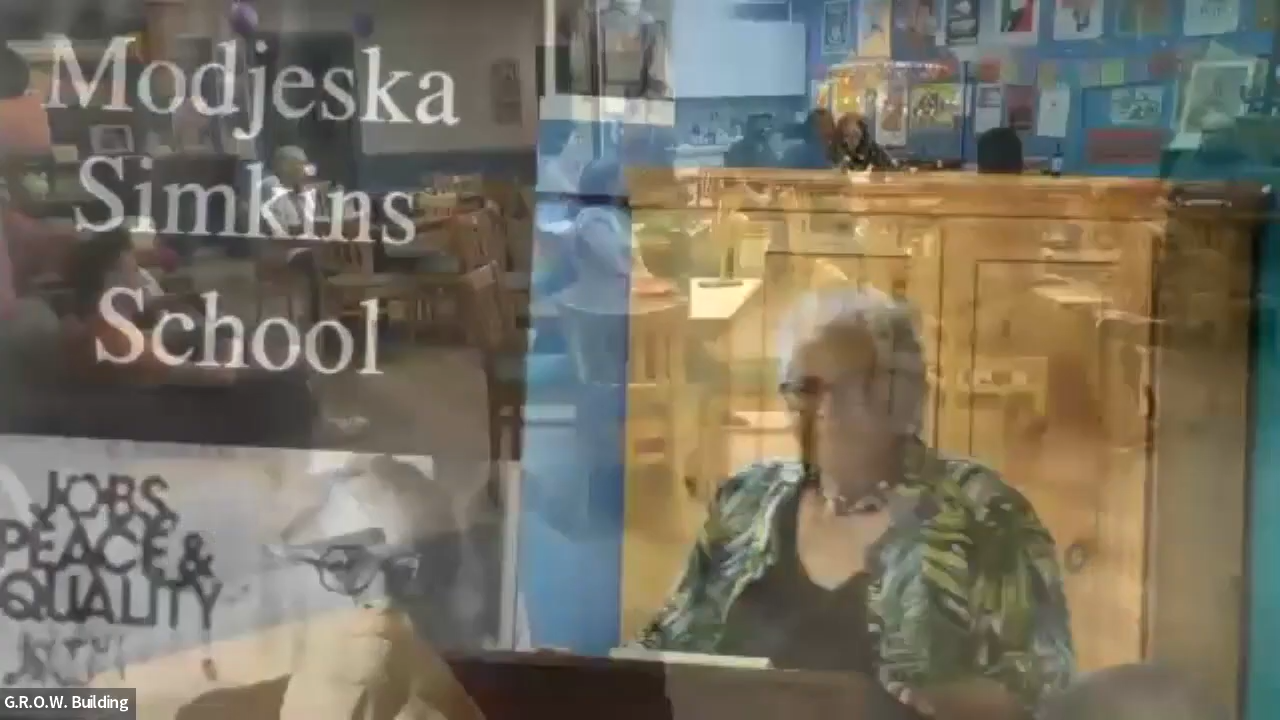 Modjeska
Simkins
School
JOBS,
PEACE &
QUALITY
G.R.O.W. Building